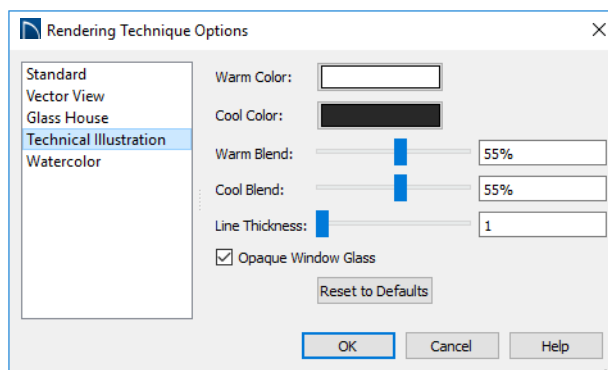 Rendering Technique Options
Standard
Vector View
Glass House
Technical Illustration
Watercolor
Warm Color:
Cool Color:
Warm Blend: 55%
Cool Blend: 55%
Line Thickness: 1
Opaque Window Glass
Reset to Defaults
OK Cancel Help